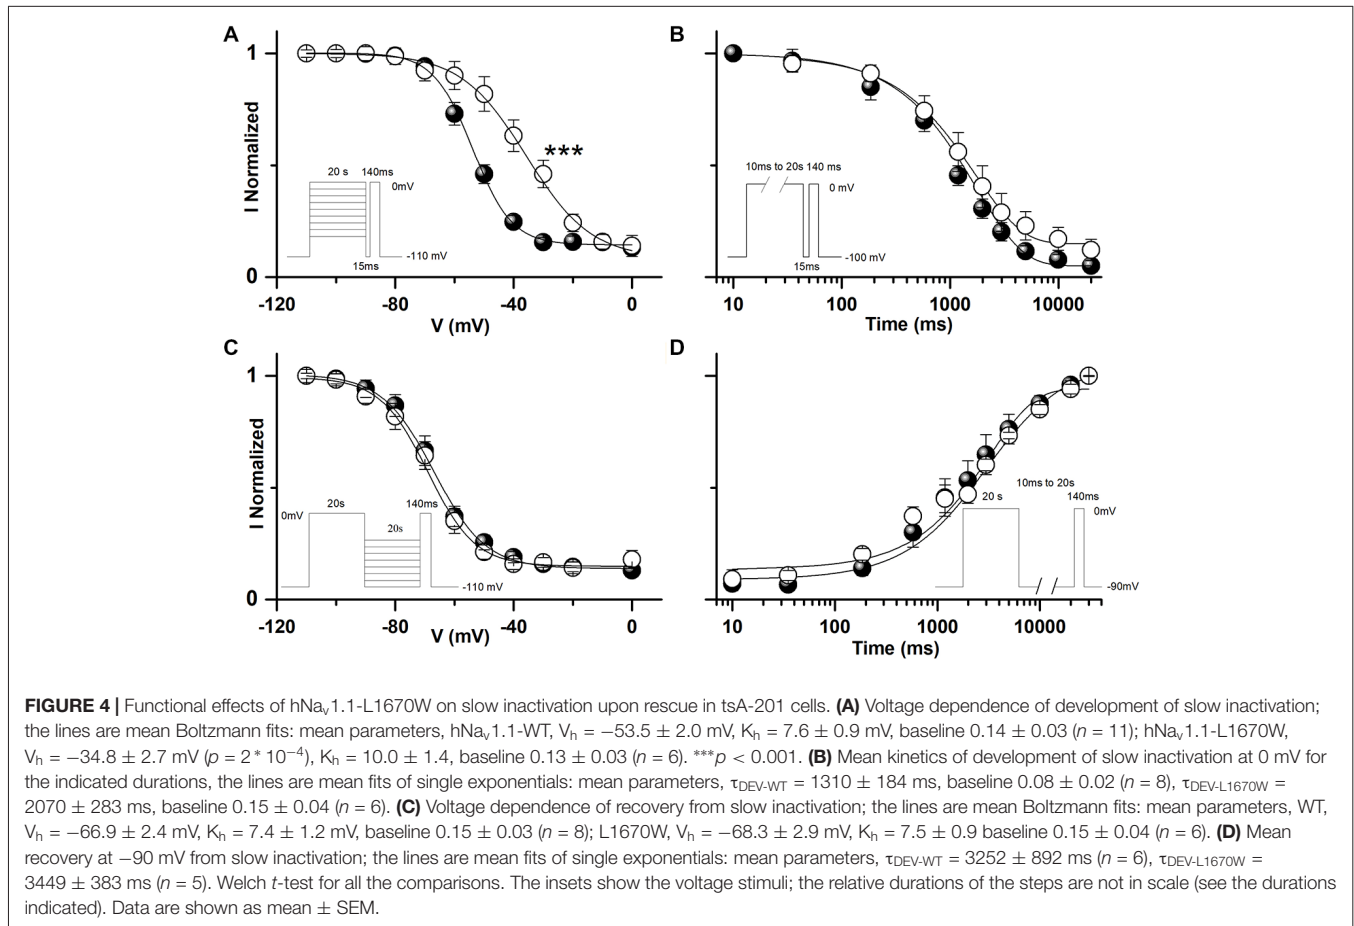 A
1
I Normalized
***
20 s 140ms
0mV
-110 mV
15ms
0
-120 -80 -40 0
V (mV)
B
10ms to 20s 140 ms
0 mV
-100 mV
15ms
10 100 1000 10000
Time (ms)
C
1
I Normalized
20s 140ms
0mV
20s
-110 mV
0
-120 -80 -40 0
V (mV)
D
10ms to 20s
20 s 140ms
0mV
-90mV
10 100 1000 10000
Time (ms)
FIGURE 4 | Functional effects of hNaᵥ1.1-L1670W on slow inactivation upon rescue in tsA-201 cells. (A) Voltage dependence of development of slow inactivation;
the lines are mean Boltzmann fits: mean parameters, hNaᵥ1.1-WT, Vₕ = −53.5 ± 2.0 mV, Kₕ = 7.6 ± 0.9 mV, baseline 0.14 ± 0.03 (n = 11); hNaᵥ1.1-L1670W,
Vₕ = −34.8 ± 2.7 mV (p = 2 * 10⁻⁴), Kₕ = 10.0 ± 1.4, baseline 0.13 ± 0.03 (n = 6). ***p < 0.001. (B) Mean kinetics of development of slow inactivation at 0 mV for
the indicated durations, the lines are mean fits of single exponentials: mean parameters, τDEV-WT = 1310 ± 184 ms, baseline 0.08 ± 0.02 (n = 8), τDEV-L1670W =
2070 ± 283 ms, baseline 0.15 ± 0.04 (n = 6). (C) Voltage dependence of recovery from slow inactivation; the lines are mean Boltzmann fits: mean parameters, WT,
Vₕ = −66.9 ± 2.4 mV, Kₕ = 7.4 ± 1.2 mV, baseline 0.15 ± 0.03 (n = 8); L1670W, Vₕ = −68.3 ± 2.9 mV, Kₕ = 7.5 ± 0.9 baseline 0.15 ± 0.04 (n = 6). (D) Mean
recovery at −90 mV from slow inactivation; the lines are mean fits of single exponentials: mean parameters, τDEV-WT = 3252 ± 892 ms (n = 6), τDEV-L1670W =
3449 ± 383 ms (n = 5). Welch t-test for all the comparisons. The insets show the voltage stimuli; the relative durations of the steps are not in scale (see the durations
indicated). Data are shown as mean ± SEM.